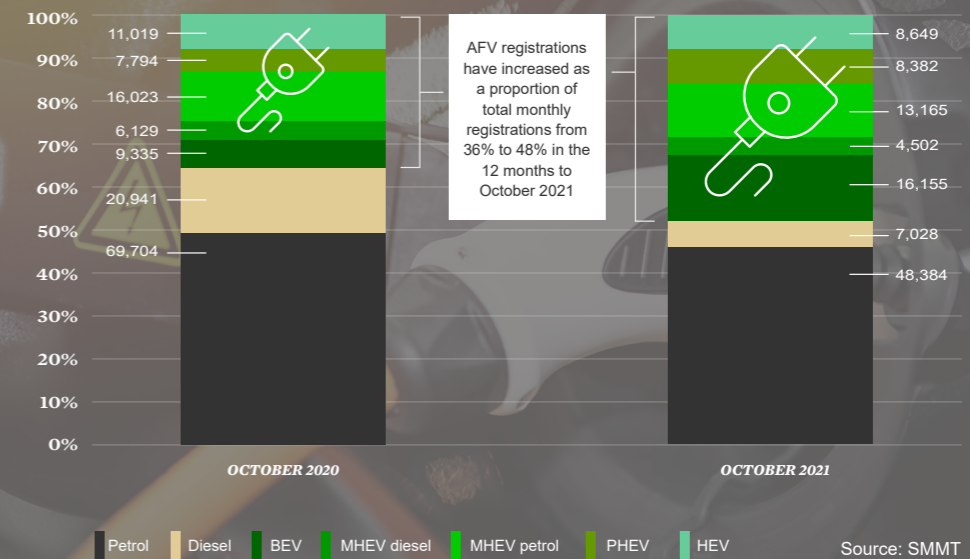 100%
90%
80%
70%
60%
50%
40%
30%
20%
10%
0%
11,019
7,794
16,023
6,129
9,335
20,941
69,704
AFV registrations
have increased as
a proportion of
total monthly
registrations from
36% to 48% in the
12 months to
October 2021
8,649
8,382
13,165
4,502
16,155
7,028
48,384
OCTOBER 2020
OCTOBER 2021
Petrol Diesel BEV MHEV diesel MHEV petrol PHEV HEV
Source: SMMT